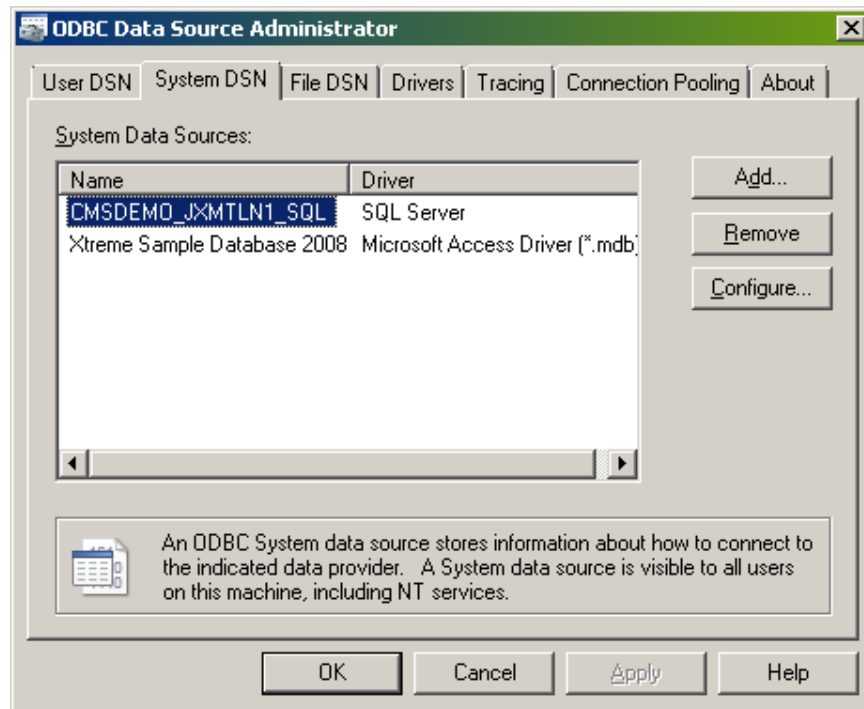 ODBC Data Source Administrator
User DSN System DSN File DSN Drivers Tracing Connection Pooling About
System Data Sources:
Name Driver
CMSDEMO_JXMTLN1_SQL SQL Server
Xtreme Sample Database 2008 Microsoft Access Driver (*.mdb)
Add...
Remove
Configure...
An ODBC System data source stores information about how to connect to
the indicated data provider. A System data source is visible to all users
on this machine, including NT services.
OK Cancel Apply Help